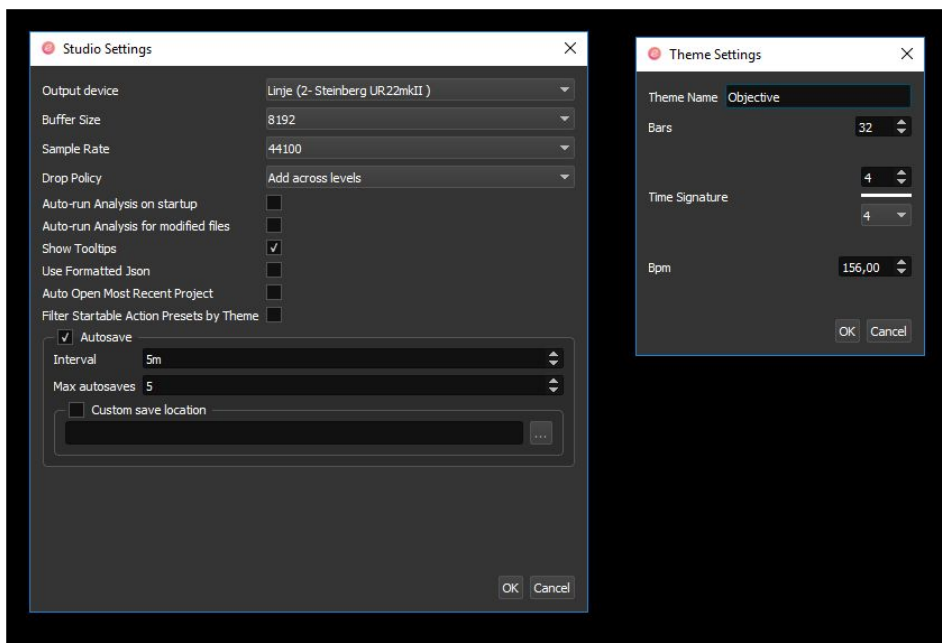 Studio Settings
Output device Linje (2- Steinberg UR22mkII )
Buffer Size 8192
Sample Rate 44100
Drop Policy Add across levels
Auto-run Analysis on startup
Auto-run Analysis for modified files
Show Tooltips
Use Formatted Json
Auto Open Most Recent Project
Filter Startable Action Presets by Theme
Autosave
Interval 5m
Max autosaves 5
Custom save location
...
OK Cancel
Theme Settings
Theme Name Objective
Bars 32
4
Time Signature
4
Bpm 156,00
OK Cancel